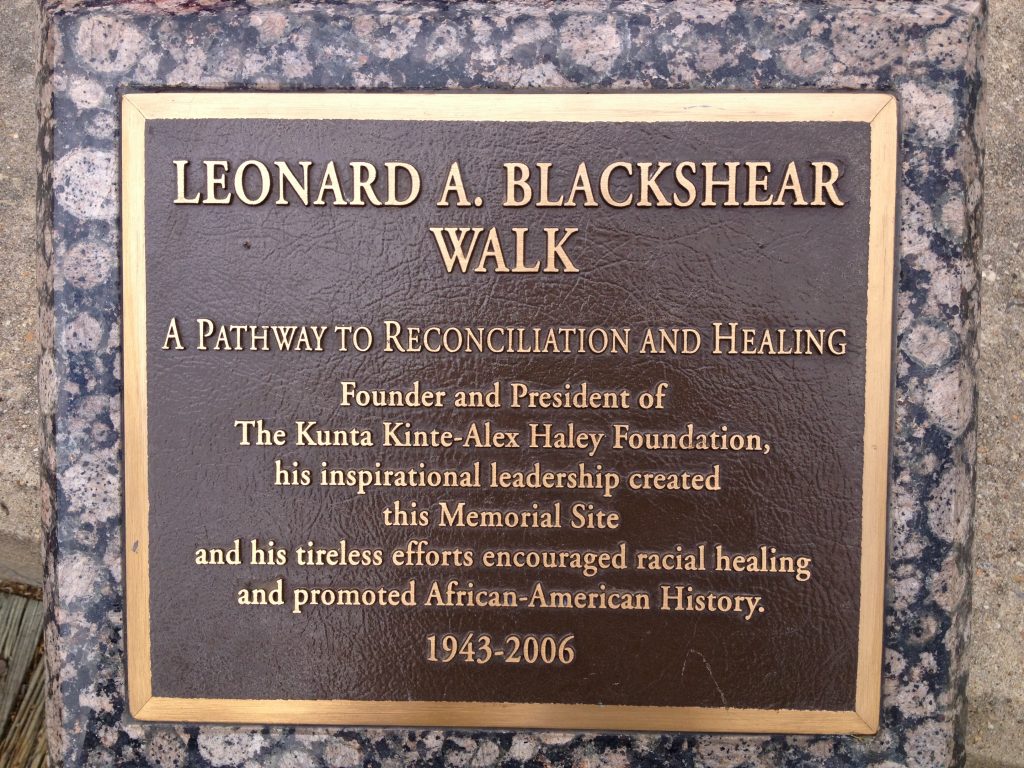 LEONARD A. BLACKSHEAR
WALK
A PATHWAY TO RECONCILIATION AND HEALING
Founder and President of
The Kunta Kinte-Alex Haley Foundation,
his inspirational leadership created
this Memorial Site
and his tireless efforts encouraged racial healing
and promoted African-American History.
1943-2006